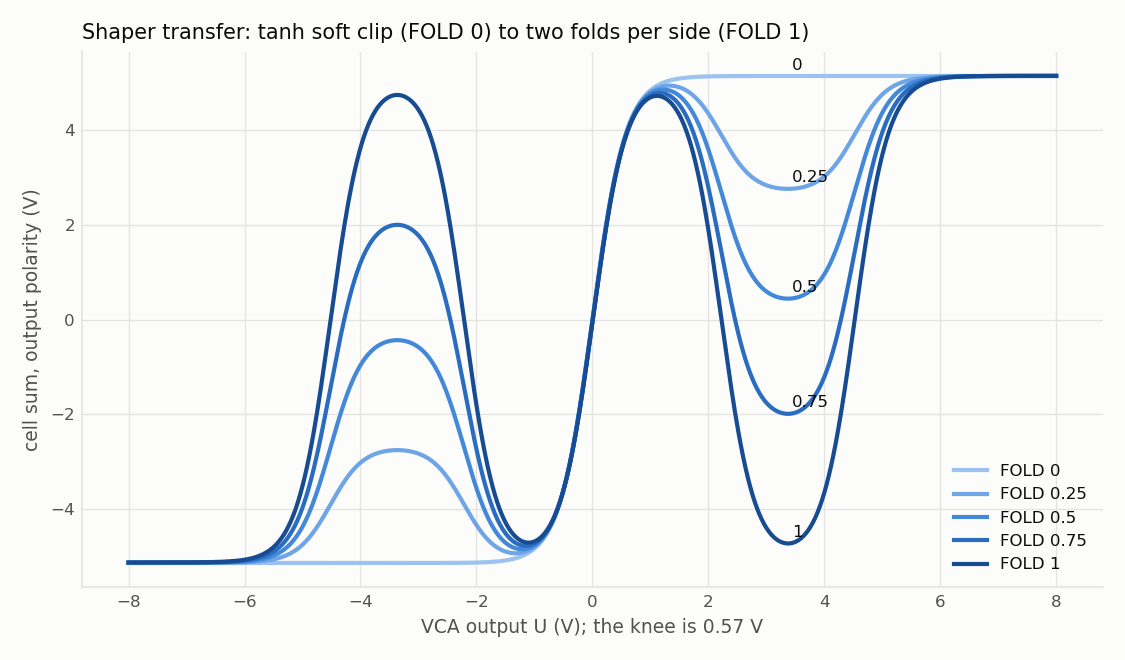 Shaper transfer: tanh soft clip (FOLD 0) to two folds per side (FOLD 1)
cell sum, output polarity (V)
4
2
0
−2
−4
0
0.25
0.5
0.75
1
FOLD 0
FOLD 0.25
FOLD 0.5
FOLD 0.75
FOLD 1
−8
−6
−4
−2
0
2
4
6
8
VCA output U (V); the knee is 0.57 V